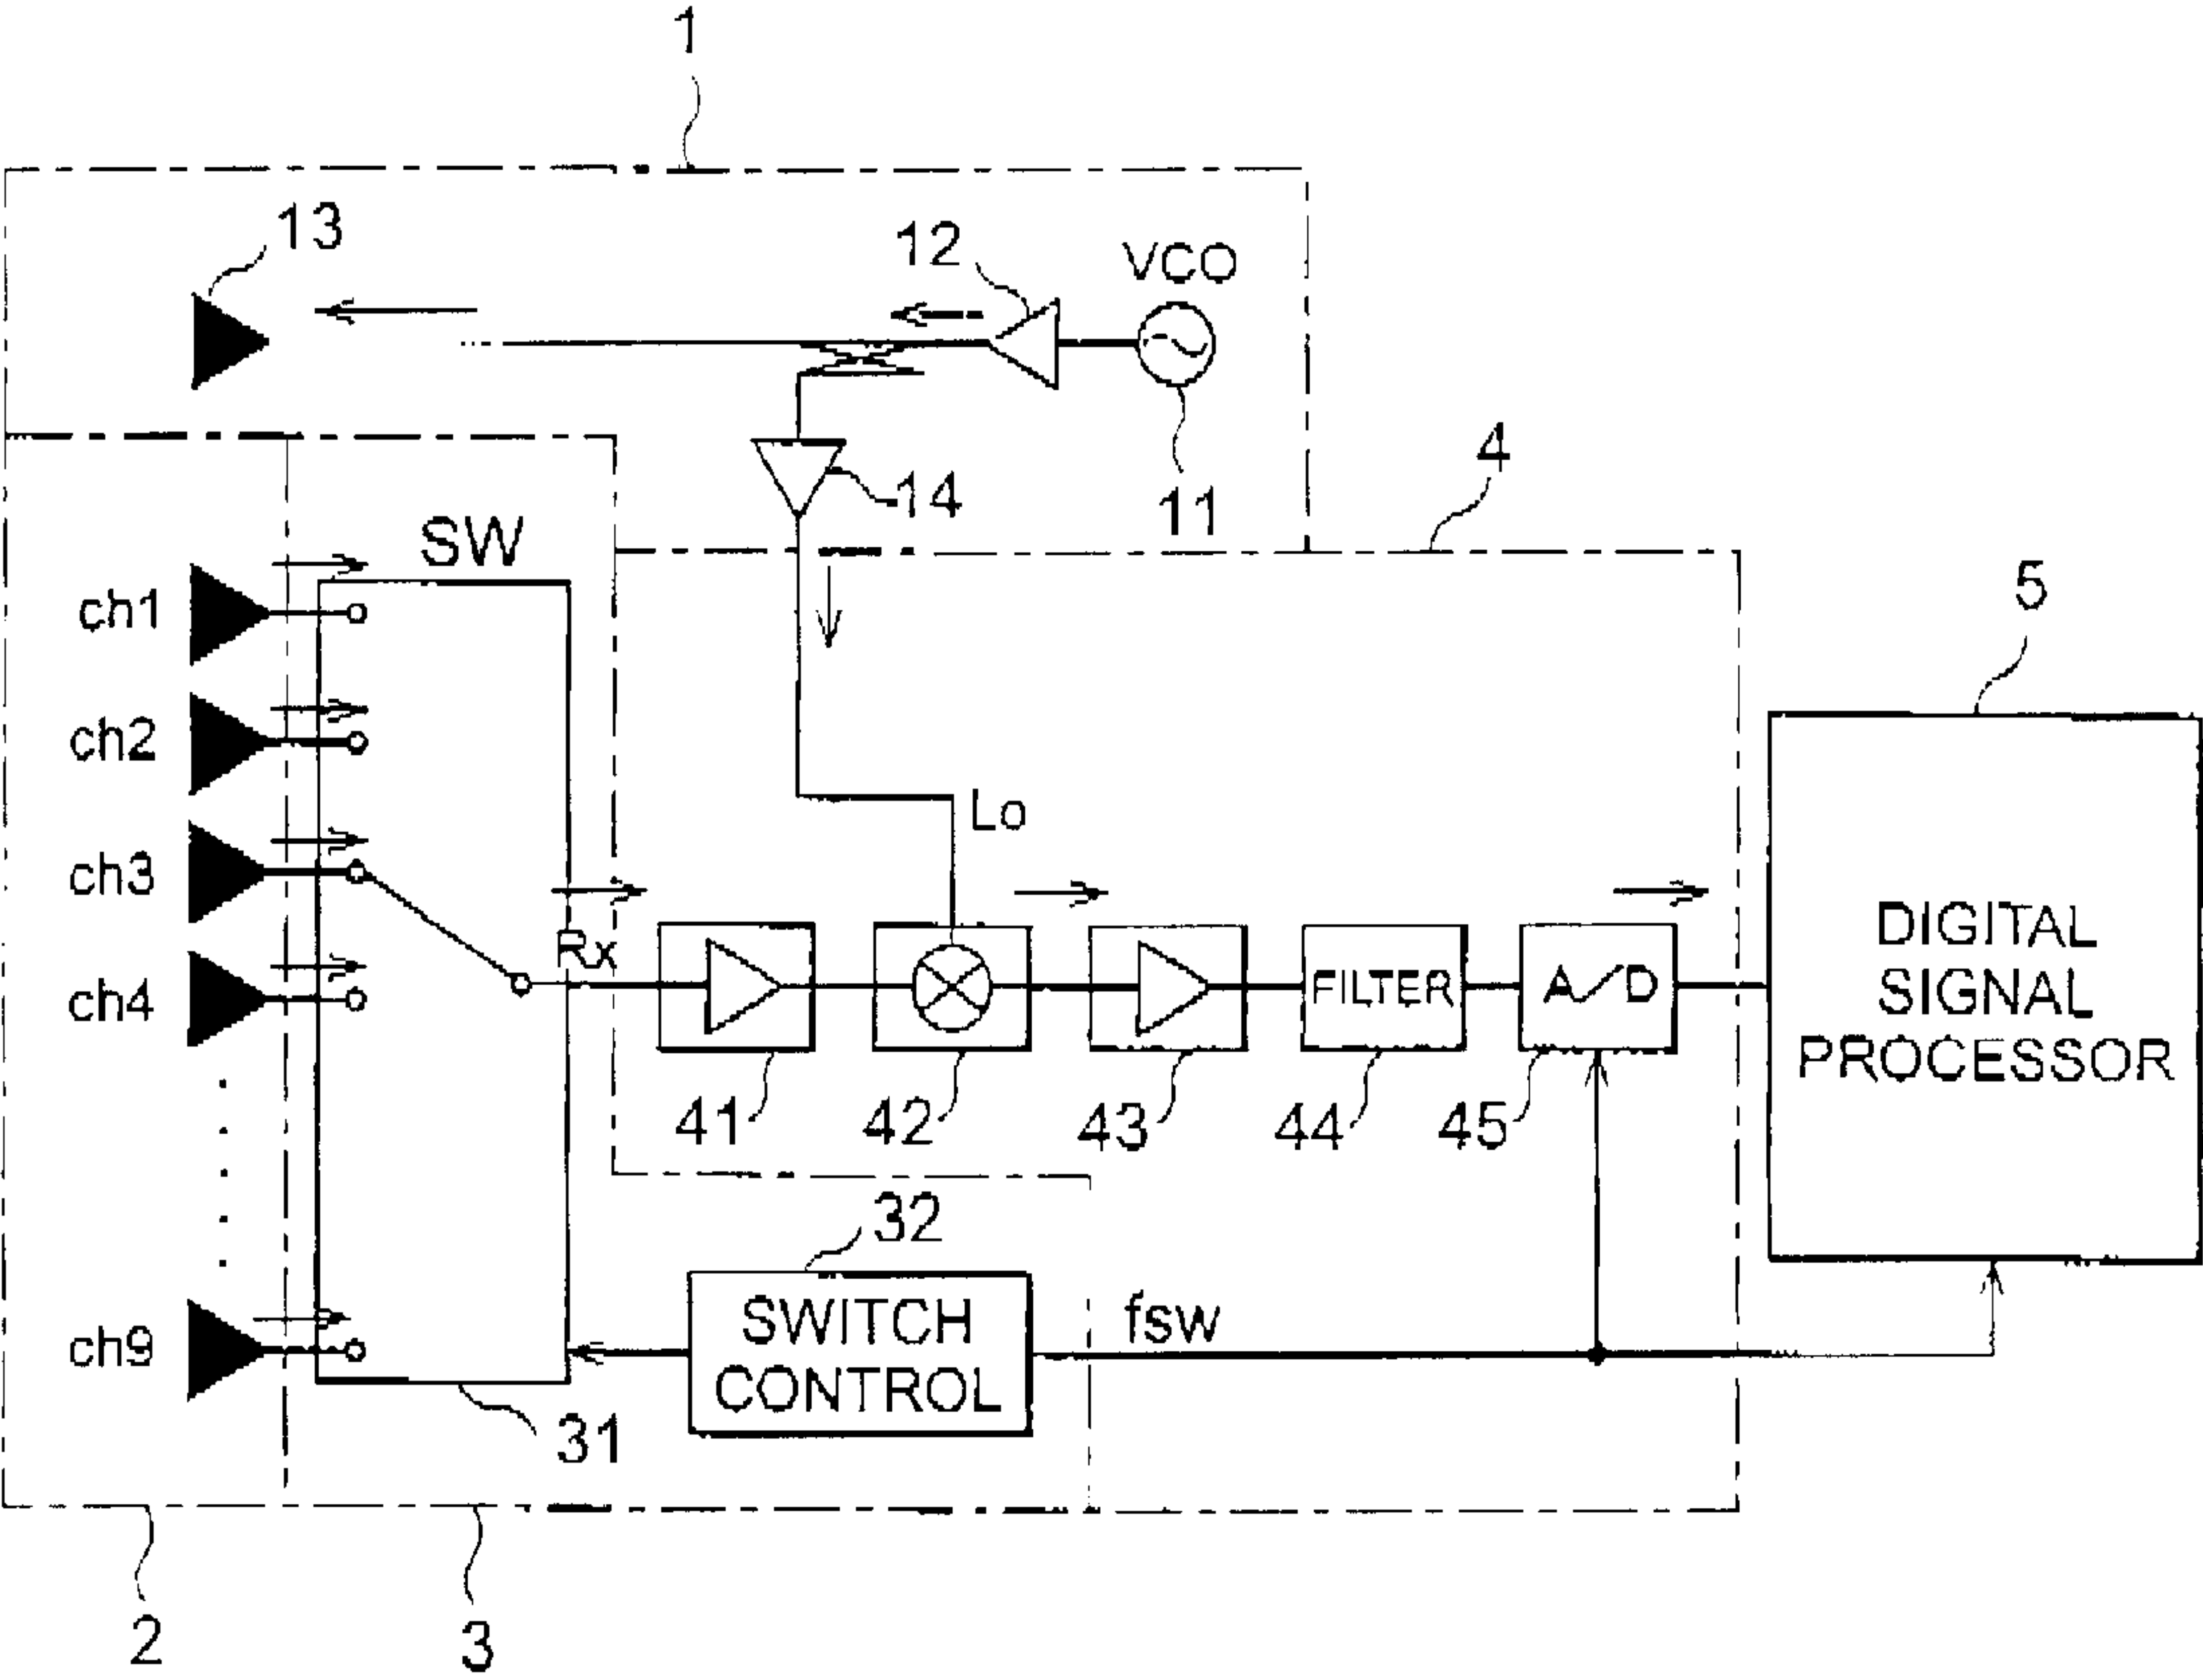 1
13
12
VCO
14
11
4
SW
5
ch1
ch2
Lo
ch3
Rx
DIGITAL
SIGNAL
PROCESSOR
ch4
FILTER
A/D
41
42
43
44
45
32
SWITCH
CONTROL
fsw
ch9
31
2
3